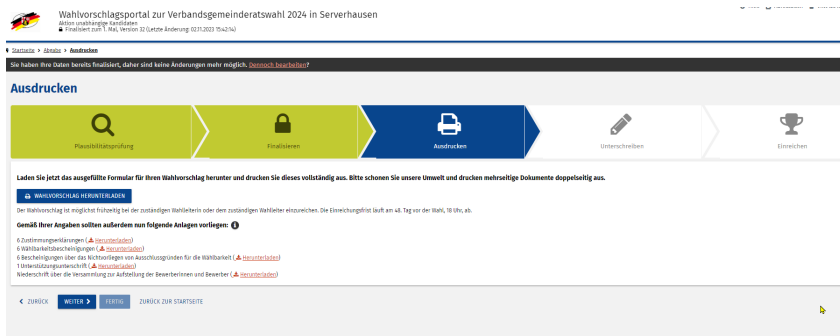 Wahlvorschlagsportal zur Verbandsgemeinderatswahl 2024 in Serverhausen
Aktion unabhängige Kandidaten
Finalisiert zum 1. Mal, Version 32 (Letzte Änderung: 02.11.2023 15:42:14)
Startseite > Abgabe > Ausdrucken
Sie haben Ihre Daten bereits finalisiert, daher sind keine Änderungen mehr möglich. Dennoch bearbeiten?
Ausdrucken
Plausibilitätsprüfung
Finalisieren
Ausdrucken
Unterschreiben
Einreichen
Laden Sie jetzt das ausgefüllte Formular für Ihren Wahlvorschlag herunter und drucken Sie dieses vollständig aus. Bitte schonen Sie unsere Umwelt und drucken mehrseitige Dokumente doppelseitig aus.
WAHLVORSCHLAG HERUNTERLADEN
Der Wahlvorschlag ist möglichst frühzeitig bei der zuständigen Wahlleiterin oder dem zuständigen Wahlleiter einzureichen. Die Einreichungsfrist läuft am 48. Tag vor der Wahl, 18 Uhr, ab.
Gemäß Ihrer Angaben sollten außerdem nun folgende Anlagen vorliegen:
6 Zustimmungserklärungen (Herunterladen)
6 Wählbarkeitsbescheinigungen (Herunterladen)
6 Bescheinigungen über das Nichtvorliegen von Ausschlussgründen für die Wählbarkeit (Herunterladen)
1 Unterstützungsunterschrift (Herunterladen)
Niederschrift über die Versammlung zur Aufstellung der Bewerberinnen und Bewerber (Herunterladen)
< ZURÜCK WEITER > FERTIG ZURÜCK ZUR STARTSEITE